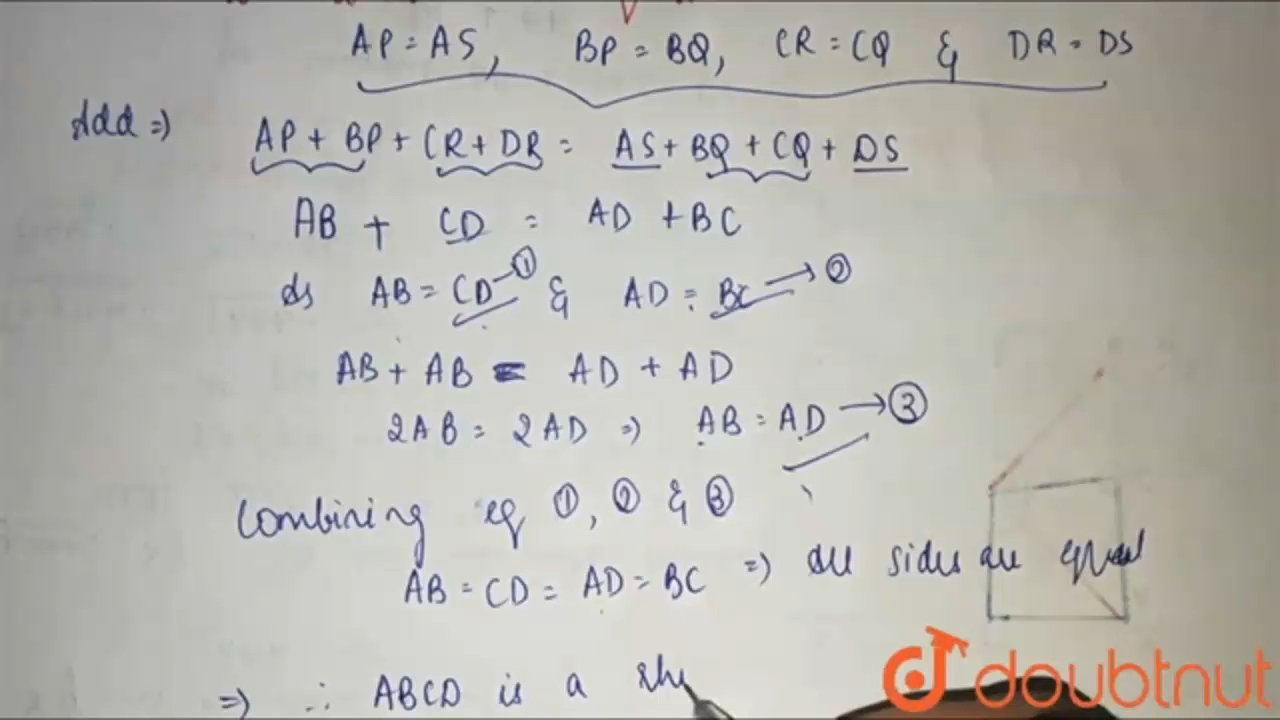 AP = AS, BP = BQ, CR = CQ & DR = DS
Add ⇒) AP + BP + CR + DR = AS + BQ + CQ + DS
AB + CD = AD + BC
as AB = CD → ① & AD = BC → ②
AB + AB = AD + AD
2AB = 2AD ⇒) AB = AD → ③
Combining eq ①, ② & ③
AB = CD = AD = BC ⇒) all sides are equal
⇒) ∴ ABCD is a rh
doubtnut